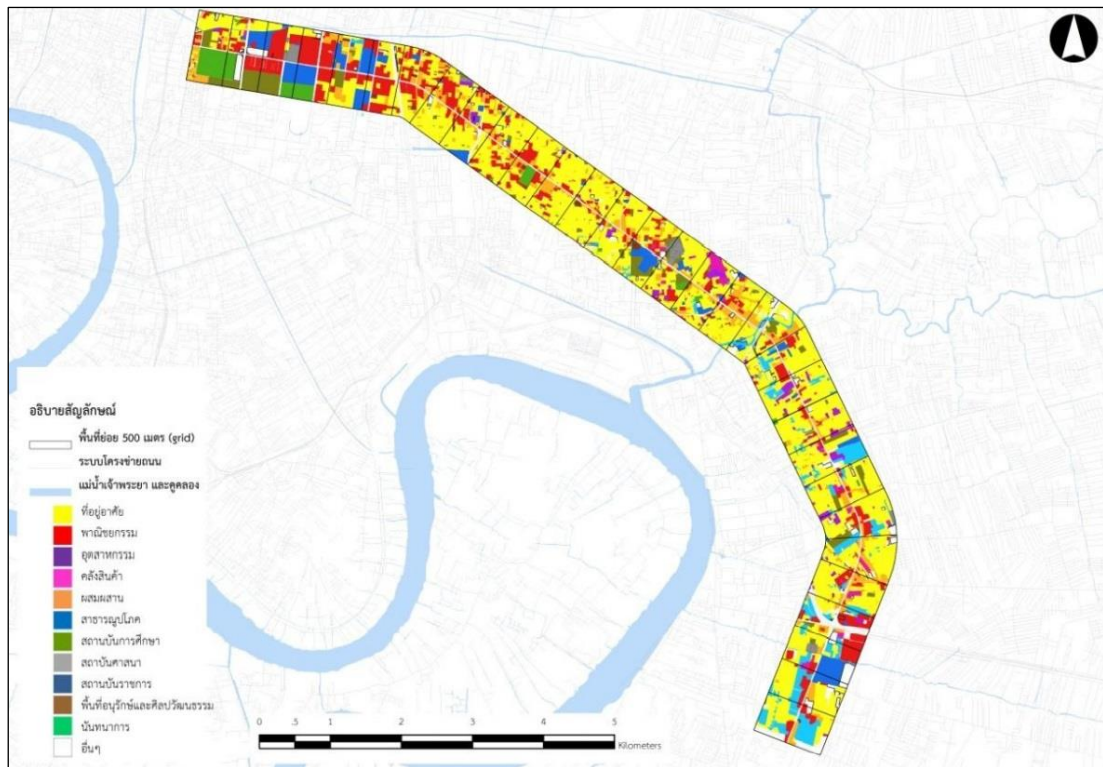 อธิบายสัญลักษณ์
พื้นที่ย่อย 500 เมตร (grid)
ระบบโครงข่ายถนน
แม่น้ำเจ้าพระยา และคูคลอง
ที่อยู่อาศัย
พาณิชยกรรม
อุตสาหกรรม
คลังสินค้า
ผสมผสาน
สาธารณูปโภค
สถานบันการศึกษา
สถาบันศาสนา
สถานบันราชการ
พื้นที่อนุรักษ์และศิลปวัฒนธรรม
นันทนาการ
อื่นๆ
0 .5 1 2 3 4 5
Kilometers